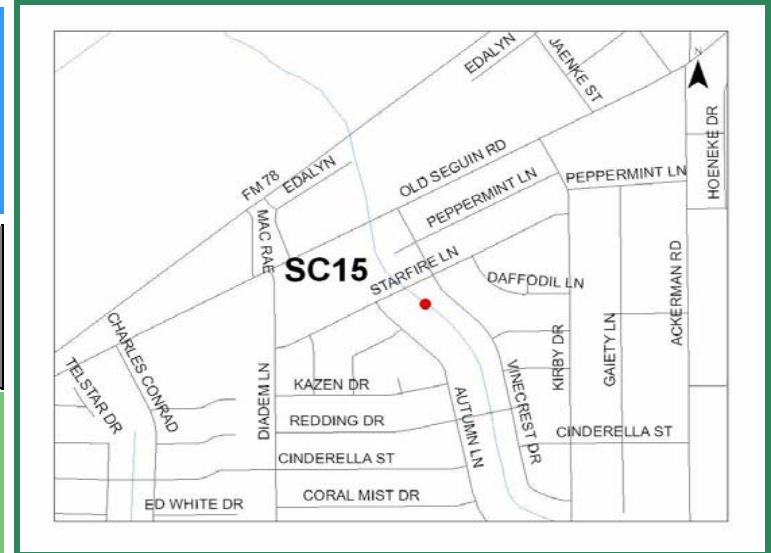 EDALYN
JAENKE ST
N
HOENEKE DR
OLD SEGUIN RD
FM 78
EDALYN
PEPPERMINT LN
PEPPERMINT LN
MAC RAE
SC15
STARFIRE LN
DAFFODIL LN
ACKERMAN RD
CHARLES CONRAD
TELSTAR DR
DIADEM LN
KAZEN DR
AUTUMN LN
VINECREST DR
KIRBY DR
GAIETY LN
REDDING DR
CINDERELLA ST
CINDERELLA ST
ED WHITE DR
CORAL MIST DR